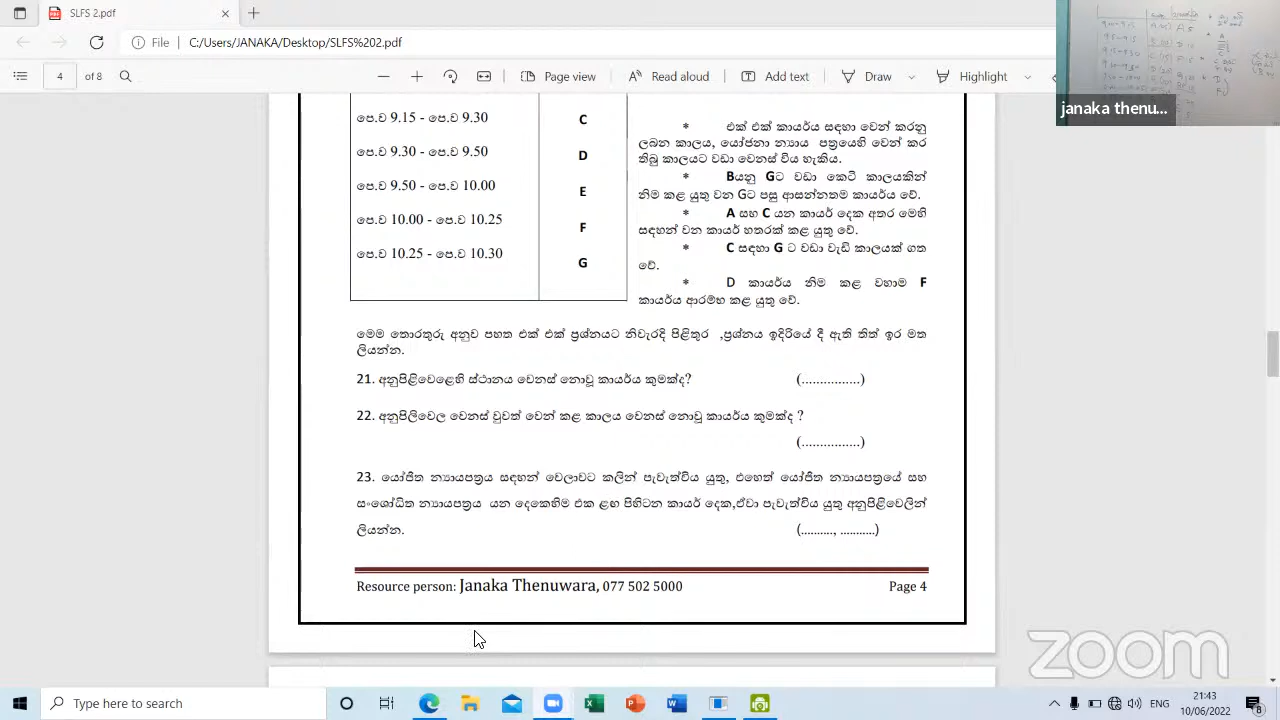 SLFS 2.pdf
File C:/Users/JANAKA/Desktop/SLFS%202.pdf
4 of 8
Page view Read aloud Add text Draw Highlight
janaka thenu...
පෙ.ව 9.15 - පෙ.ව 9.30 C
පෙ.ව 9.30 - පෙ.ව 9.50 D
පෙ.ව 9.50 - පෙ.ව 10.00 E
පෙ.ව 10.00 - පෙ.ව 10.25 F
පෙ.ව 10.25 - පෙ.ව 10.30 G
* එක් එක් කාර්යය සඳහා වෙන් කරනු
ලබන කාලය, යෝජනා න්‍යාය පත්‍රයෙහි වෙන් කර
තිබු කාලයට වඩා වෙනස් විය හැකිය.
* Bයනු Gට වඩා කෙටි කාලයකින්
නිම කළ යුතු වන Gට පසු ආසන්නතම කාර්යය වේ.
* A සහ C යන කාර්ය දෙක අතර මෙහි
සඳහන් වන කාර්ය හතරක් කළ යුතු වේ.
* C සඳහා G ට වඩා වැඩි කාලයක් ගත
වේ.
* D කාර්යය නිම කළ වහාම F
කාර්යය ආරම්භ කළ යුතු වේ.
මෙම තොරතුරු අනුව පහත එක් එක් ප්‍රශ්නයට නිවැරදි පිළිතුර ,ප්‍රශ්නය ඉදිරියේ දී ඇති තිත් ඉර මත
ලියන්න.
21. අනුපිළිවෙළෙහි ස්ථානය වෙනස් නොවූ කාර්යය කුමක්ද? (................)
22. අනුපිලිවෙල වෙනස් වුවත් වෙන් කළ කාලය වෙනස් නොවූ කාර්යය කුමක්ද ?
(................)
23. යෝජිත න්‍යායපත්‍රය සඳහන් වෙලාවට කලින් පැවැත්විය යුතු, එහෙත් යෝජිත න්‍යායපත්‍රයේ සහ
සංශෝධිත න්‍යායපත්‍රය යන දෙකෙහිම එක ළඟ පිහිටන කාර්ය දෙක,ඒවා පැවැත්විය යුතු අනුපිළිවෙලින්
ලියන්න. (.........., ...........)
Resource person: Janaka Thenuwara, 077 502 5000 Page 4
zoom
Type here to search
ENG
21:43
10/06/2022
8